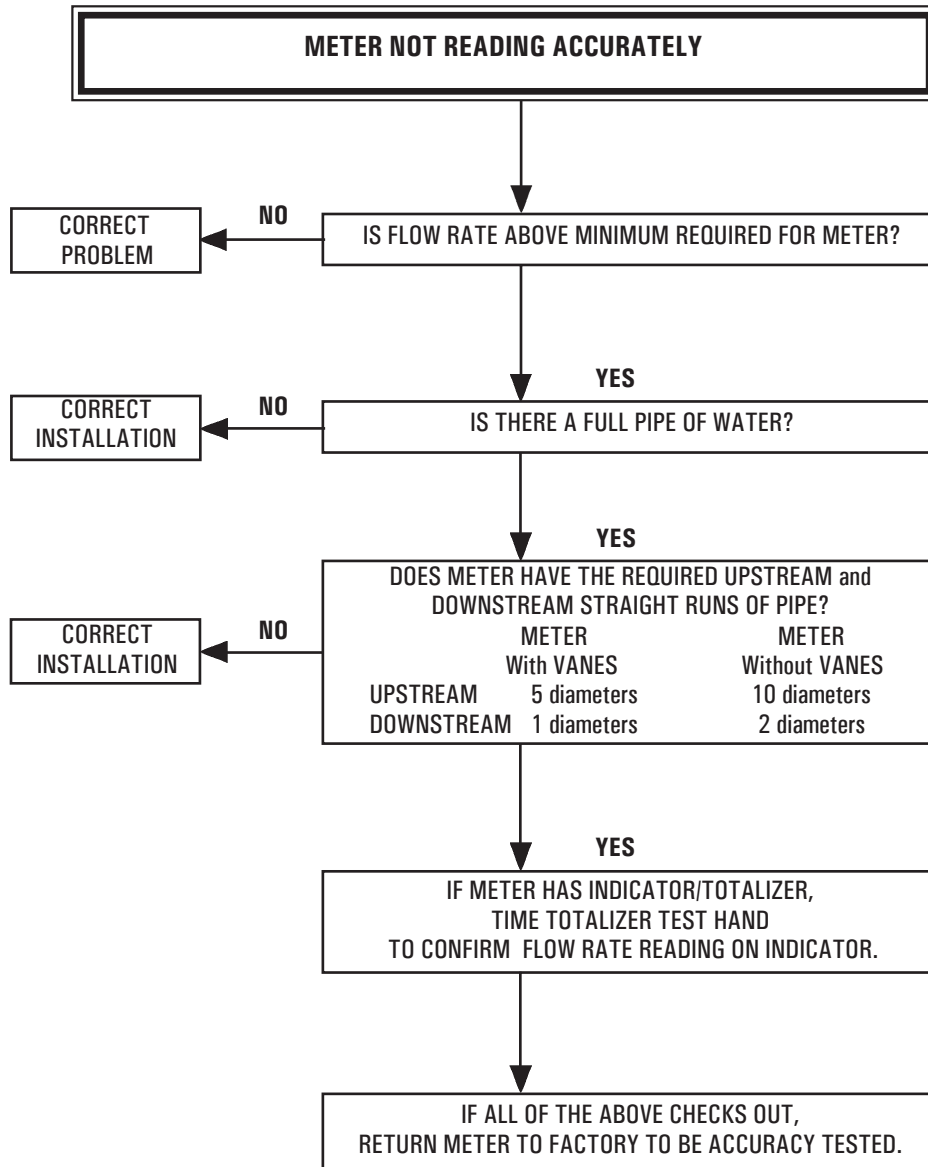 METER NOT READING ACCURATELY
NO
CORRECT
PROBLEM
IS FLOW RATE ABOVE MINIMUM REQUIRED FOR METER?
YES
NO
CORRECT
INSTALLATION
IS THERE A FULL PIPE OF WATER?
YES
DOES METER HAVE THE REQUIRED UPSTREAM and
DOWNSTREAM STRAIGHT RUNS OF PIPE?
NO
CORRECT
INSTALLATION
METER METER
With VANES Without VANES
UPSTREAM 5 diameters 10 diameters
DOWNSTREAM 1 diameters 2 diameters
YES
IF METER HAS INDICATOR/TOTALIZER,
TIME TOTALIZER TEST HAND
TO CONFIRM FLOW RATE READING ON INDICATOR.
IF ALL OF THE ABOVE CHECKS OUT,
RETURN METER TO FACTORY TO BE ACCURACY TESTED.